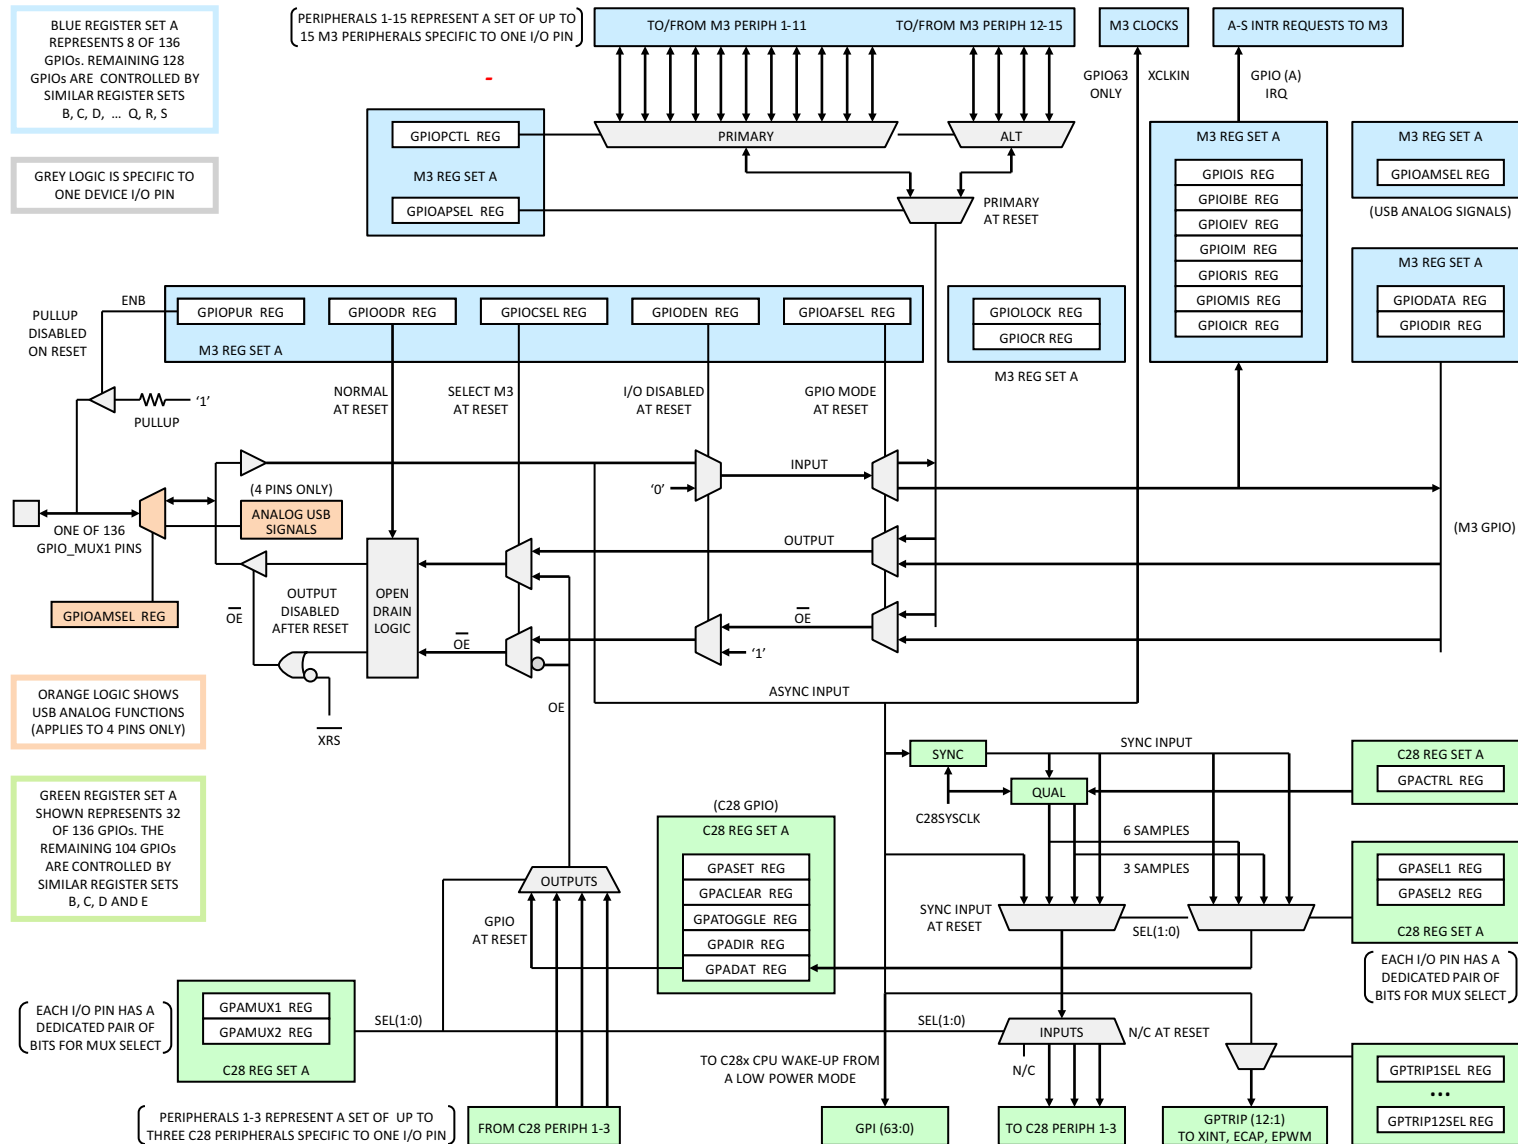 BLUE REGISTER SET A
REPRESENTS 8 OF 136
GPIOs. REMAINING 128
GPIOs ARE CONTROLLED BY
SIMILAR REGISTER SETS
B, C, D, … Q, R, S
GREY LOGIC IS SPECIFIC TO
ONE DEVICE I/O PIN
PERIPHERALS 1-15 REPRESENT A SET OF UP TO
15 M3 PERIPHERALS SPECIFIC TO ONE I/O PIN
-
TO/FROM M3 PERIPH 1-11
TO/FROM M3 PERIPH 12-15
M3 CLOCKS
A-S INTR REQUESTS TO M3
GPIO63
ONLY
XCLKIN
GPIO (A)
IRQ
GPIOPCTL REG
M3 REG SET A
GPIOAPSEL REG
PRIMARY
ALT
PRIMARY
AT RESET
M3 REG SET A
GPIOIS REG
GPIOIBE REG
GPIOIEV REG
GPIOIM REG
GPIORIS REG
GPIOMIS REG
GPIOICR REG
M3 REG SET A
GPIOAMSEL REG
(USB ANALOG SIGNALS)
M3 REG SET A
GPIODATA REG
GPIODIR REG
PULLUP
DISABLED
ON RESET
ENB
GPIOPUR REG
GPIOODR REG
GPIOCSEL REG
GPIODEN REG
GPIOAFSEL REG
M3 REG SET A
GPIOLOCK REG
GPIOCR REG
M3 REG SET A
NORMAL
AT RESET
SELECT M3
AT RESET
I/O DISABLED
AT RESET
GPIO MODE
AT RESET
'1'
PULLUP
INPUT
'0'
(4 PINS ONLY)
ANALOG USB
SIGNALS
ONE OF 136
GPIO_MUX1 PINS
OUTPUT
(M3 GPIO)
GPIOAMSEL REG
OE
OUTPUT
DISABLED
AFTER RESET
OPEN
DRAIN
LOGIC
OE
OE
'1'
OE
XRS
ASYNC INPUT
ORANGE LOGIC SHOWS
USB ANALOG FUNCTIONS
(APPLIES TO 4 PINS ONLY)
GREEN REGISTER SET A
SHOWN REPRESENTS 32
OF 136 GPIOs. THE
REMAINING 104 GPIOs
ARE CONTROLLED BY
SIMILAR REGISTER SETS
B, C, D AND E
SYNC
SYNC INPUT
QUAL
C28SYSCLK
C28 REG SET A
GPACTRL REG
6 SAMPLES
3 SAMPLES
(C28 GPIO)
C28 REG SET A
GPASET REG
GPACLEAR REG
GPATOGGLE REG
GPADIR REG
GPADAT REG
OUTPUTS
GPIO
AT RESET
SYNC INPUT
AT RESET
SEL(1:0)
GPASEL1 REG
GPASEL2 REG
C28 REG SET A
EACH I/O PIN HAS A
DEDICATED PAIR OF
BITS FOR MUX SELECT
EACH I/O PIN HAS A
DEDICATED PAIR OF
BITS FOR MUX SELECT
GPAMUX1 REG
GPAMUX2 REG
C28 REG SET A
SEL(1:0)
SEL(1:0)
INPUTS
N/C AT RESET
N/C
TO C28x CPU WAKE-UP FROM
A LOW POWER MODE
GPTRIP1SEL REG
...
GPTRIP12SEL REG
PERIPHERALS 1-3 REPRESENT A SET OF UP TO
THREE C28 PERIPHERALS SPECIFIC TO ONE I/O PIN
FROM C28 PERIPH 1-3
GPI (63:0)
TO C28 PERIPH 1-3
GPTRIP (12:1)
TO XINT, ECAP, EPWM